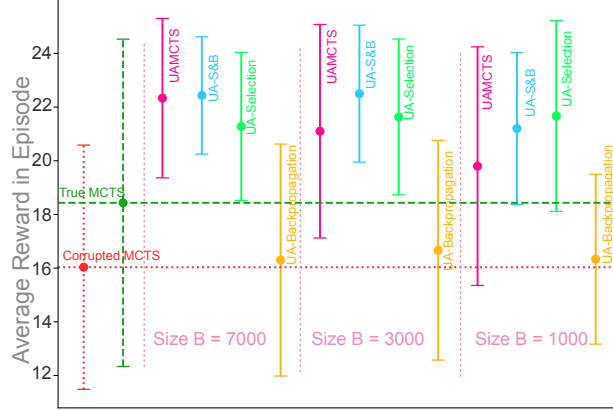 Average Reward in Episode
24
22
20
18
16
14
12
True MCTS
Corrupted MCTS
UAMCTS
UA-S&B
UA-Selection
UA-Backpropagation
Size B = 7000
UAMCTS
UA-S&B
UA-Selection
UA-Backpropagation
Size B = 3000
UAMCTS
UA-S&B
UA-Selection
UA-Backpropagation
Size B = 1000